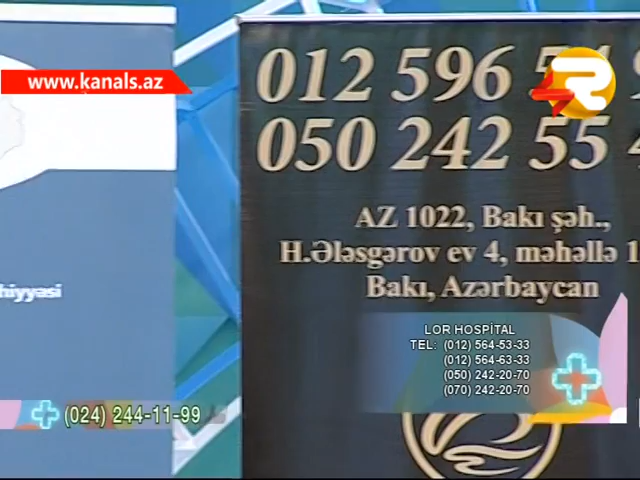 www.kanals.az
012 596
050 242 55
AZ 1022, Bakı şəh.,
H.Ələsgərov ev 4, məhəllə
Bakı, Azərbaycan
LOR HOSPİTAL
TEL: (012) 564-53-33
(012) 564-63-33
(050) 242-20-70
(070) 242-20-70
(024) 244-11-99